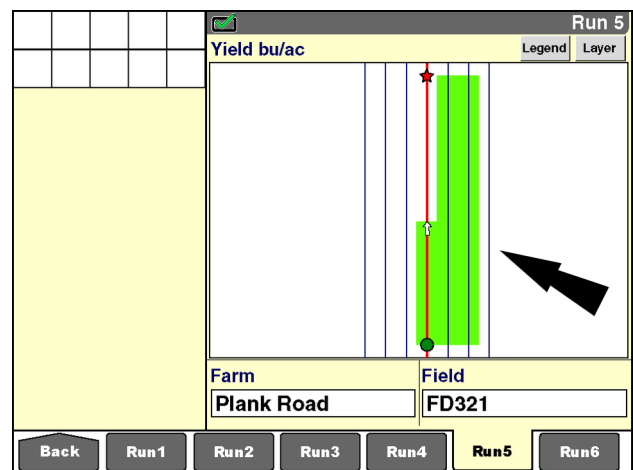 Run 5
Yield bu/ac
Legend Layer
Farm Field
Plank Road FD321
Back Run1 Run2 Run3 Run4 Run5 Run6